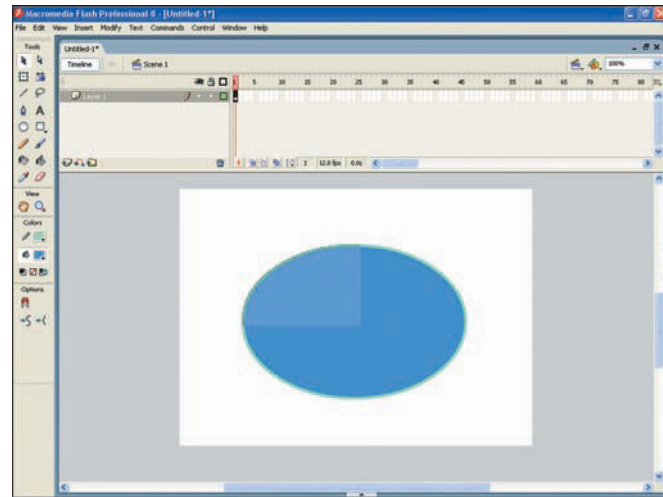 Macromedia Flash Professional 8 - [Untitled-1*]
File Edit View Insert Modify Text Commands Control Window Help
Tools
Untitled-1*
Timeline Scene 1 100%
1 5 10 15 20 25 30 35 40 45 50 55 60 65 70 75 80
Layer 1
1 12.0 fps 0.0s
View
Colors
Options